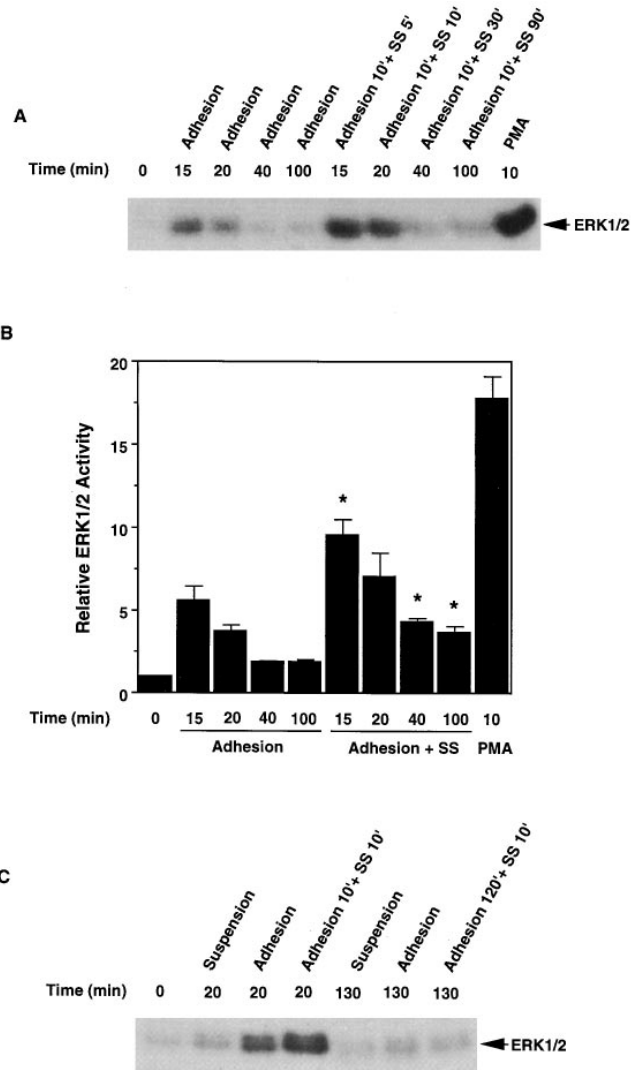 A
Adhesion Adhesion Adhesion Adhesion Adhesion 10'+ SS 5' Adhesion 10'+ SS 10' Adhesion 10'+ SS 30' Adhesion 10'+ SS 90' PMA
Time (min) 0 15 20 40 100 15 20 40 100 10
ERK1/2
B
Relative ERK1/2 Activity
20
15
10
5
0
* * *
Time (min) 0 15 20 40 100 15 20 40 100 10
Adhesion Adhesion + SS PMA
C
Suspension Adhesion Adhesion 10'+ SS 10' Suspension Adhesion Adhesion 120'+ SS 10'
Time (min) 0 20 20 20 130 130 130
ERK1/2